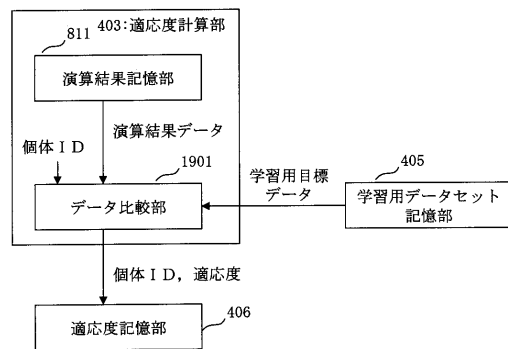 811
403：適応度計算部
演算結果記憶部
演算結果データ
個体ＩＤ
1901
データ比較部
学習用目標
データ
405
学習用データセット
記憶部
個体ＩＤ，適応度
適応度記憶部
406